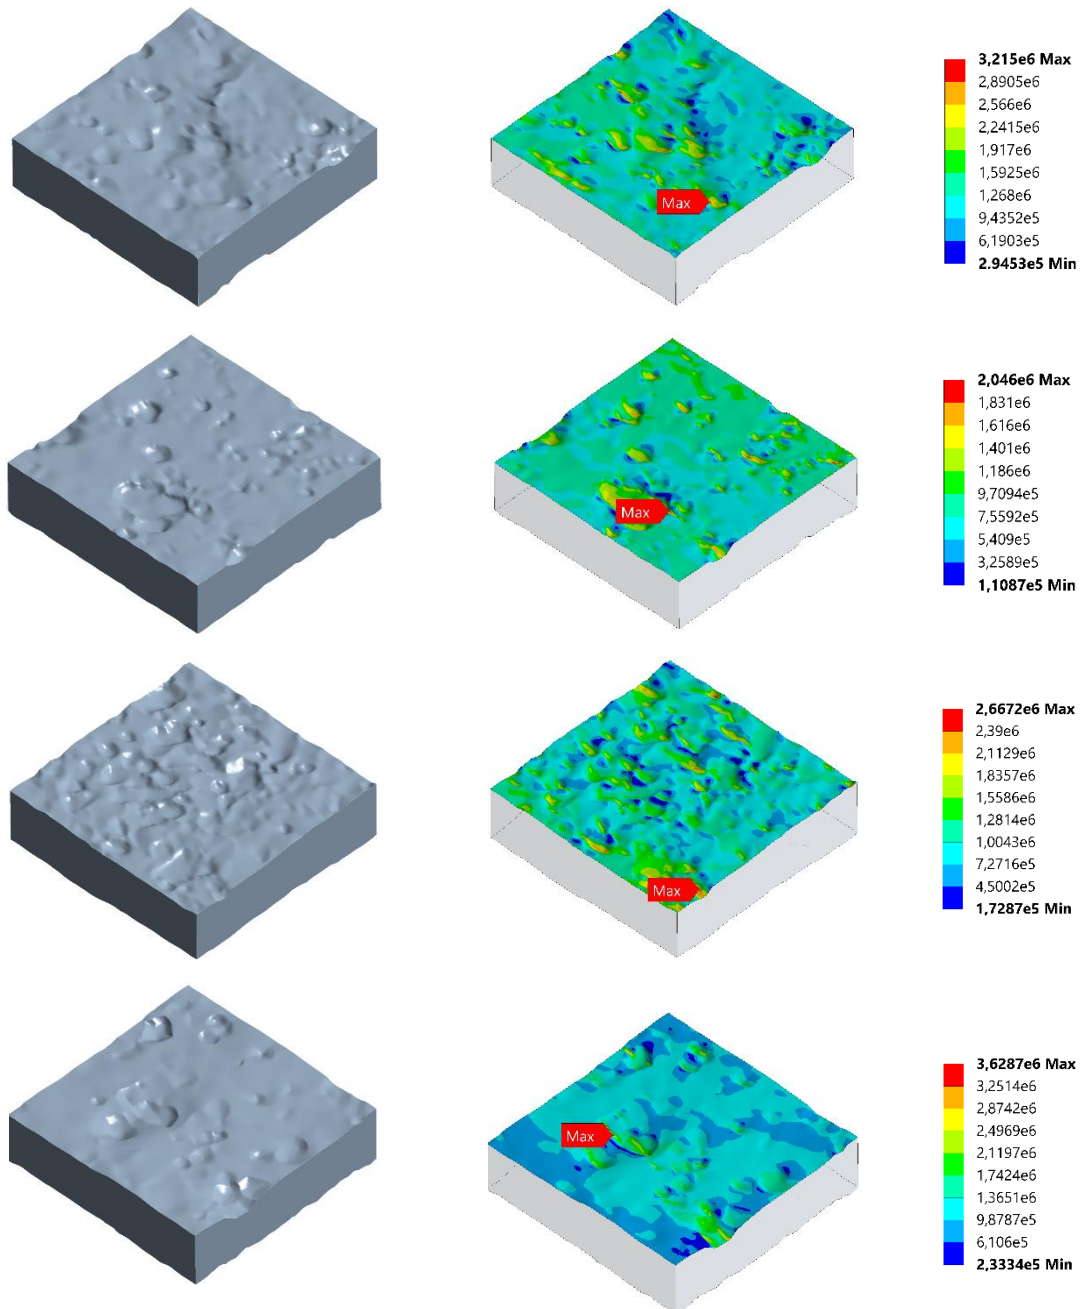 3,215e6 Max
2,8905e6
2,566e6
2,2415e6
1,917e6
1,5925e6
1,268e6
9,4352e5
6,1903e5
2.9453e5 Min
Max
2,046e6 Max
1,831e6
1,616e6
1,401e6
1,186e6
9,7094e5
7,5592e5
5,409e5
3,2589e5
1,1087e5 Min
Max
2,6672e6 Max
2,39e6
2,1129e6
1,8357e6
1,5586e6
1,2814e6
1,0043e6
7,2716e5
4,5002e5
1,7287e5 Min
Max
3,6287e6 Max
3,2514e6
2,8742e6
2,4969e6
2,1197e6
1,7424e6
1,3651e6
9,8787e5
6,106e5
2,3334e5 Min
Max